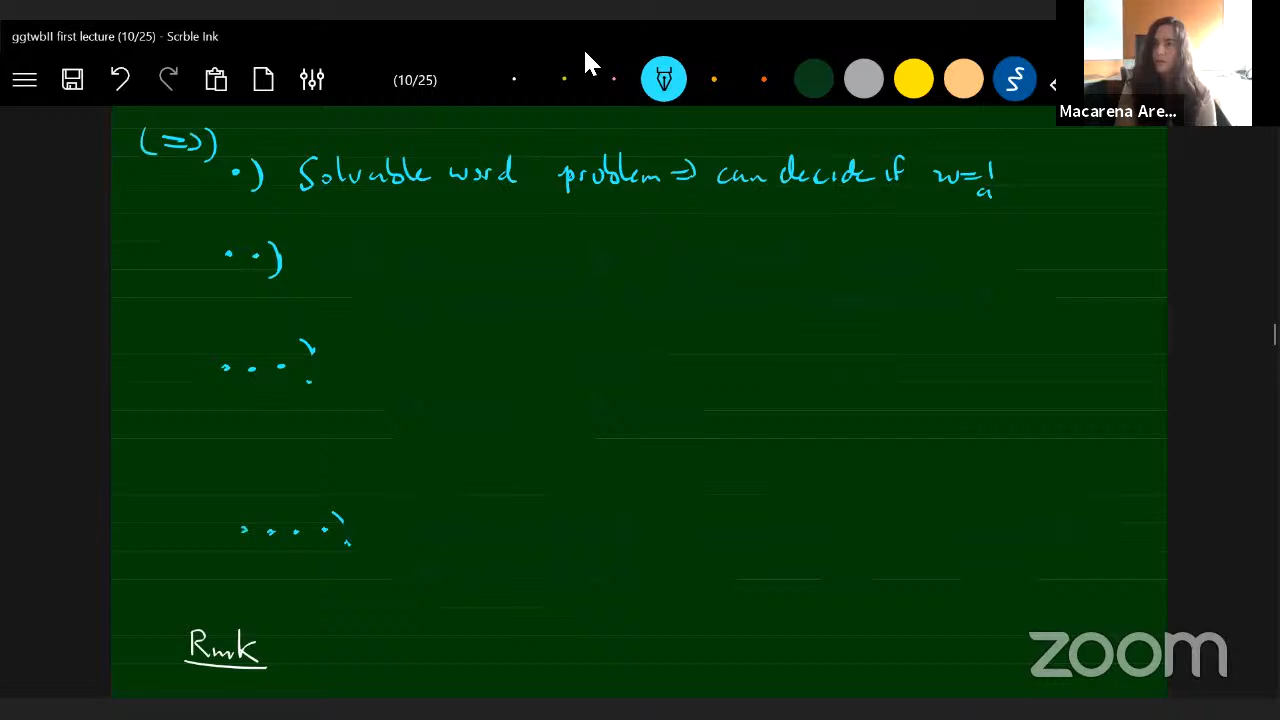 ggtwbII first lecture (10/25) - Scrble Ink
(10/25)
Macarena Are...
(=>)
.) Solvable word problem => can decide if w=1
G
..)
...)
....)
Rmk
zoom